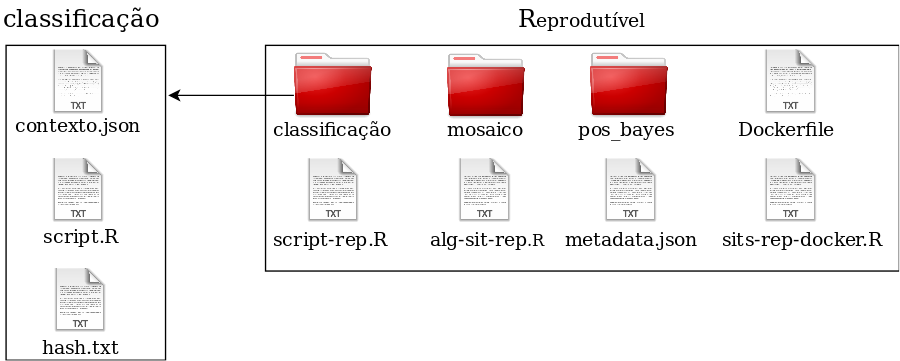 classificação
Reprodutível
TXT
contexto.json
TXT
script.R
TXT
hash.txt
classificação
mosaico
pos_bayes
TXT
Dockerfile
TXT
script-rep.R
TXT
alg-sit-rep.R
TXT
metadata.json
TXT
sits-rep-docker.R